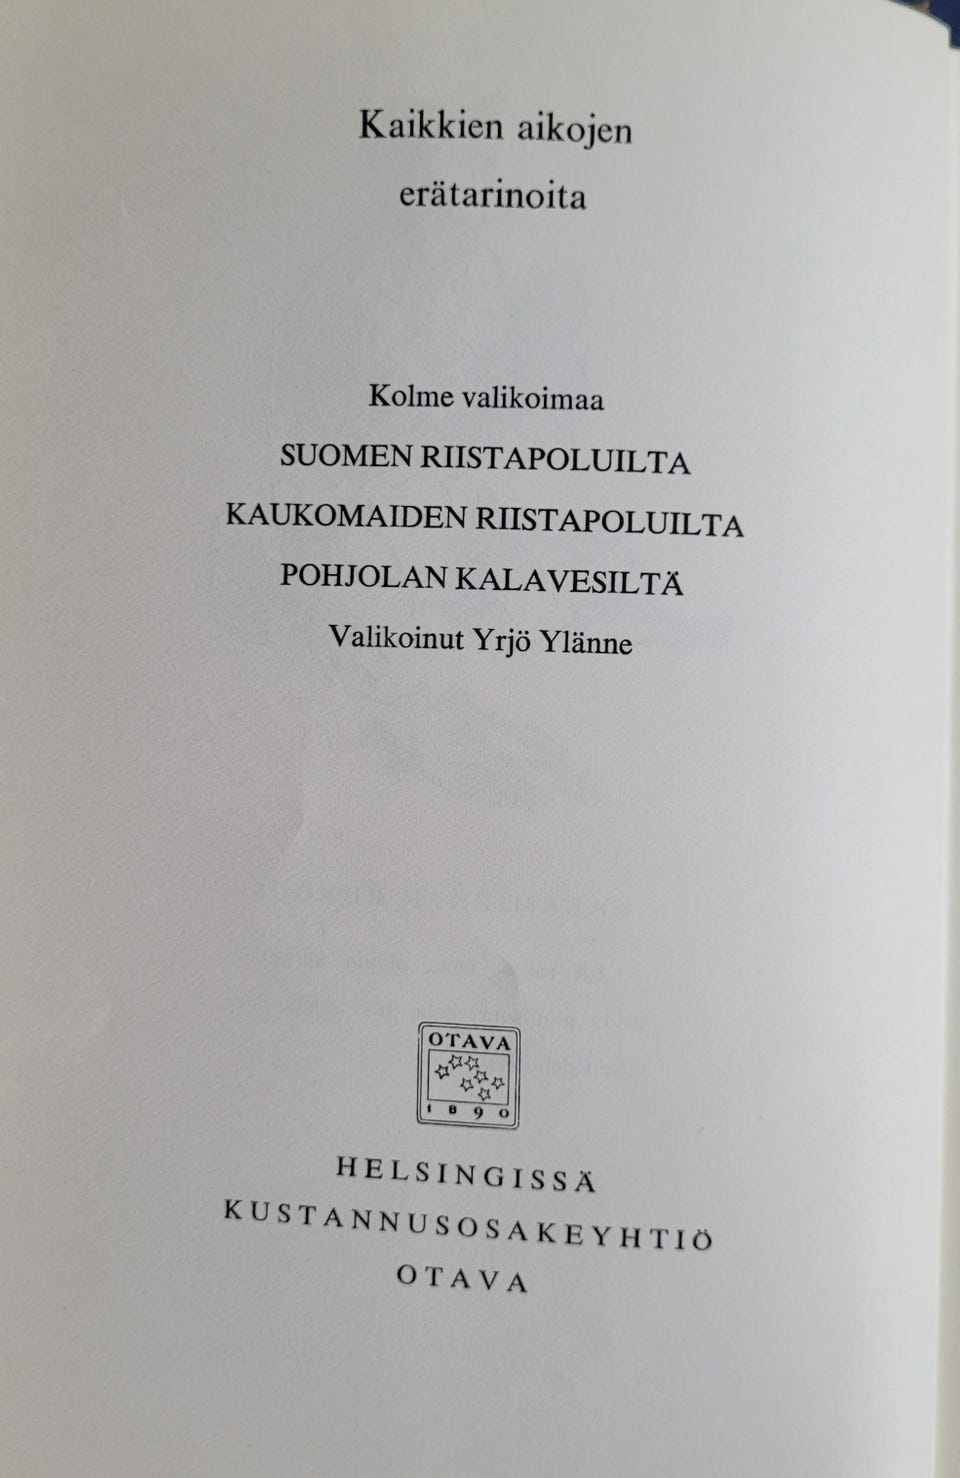 Kaikkien aikojen
erätarinoita
Kolme valikoimaa
SUOMEN RIISTAPOLUILTA
KAUKOMAIDEN RIISTAPOLUILTA
POHJOLAN KALAVESILTÄ
Valikoinut Yrjö Ylänne
OTAVA
1890
HELSINGISSÄ
KUSTANNUSOSAKEYHTIÖ
OTAVA